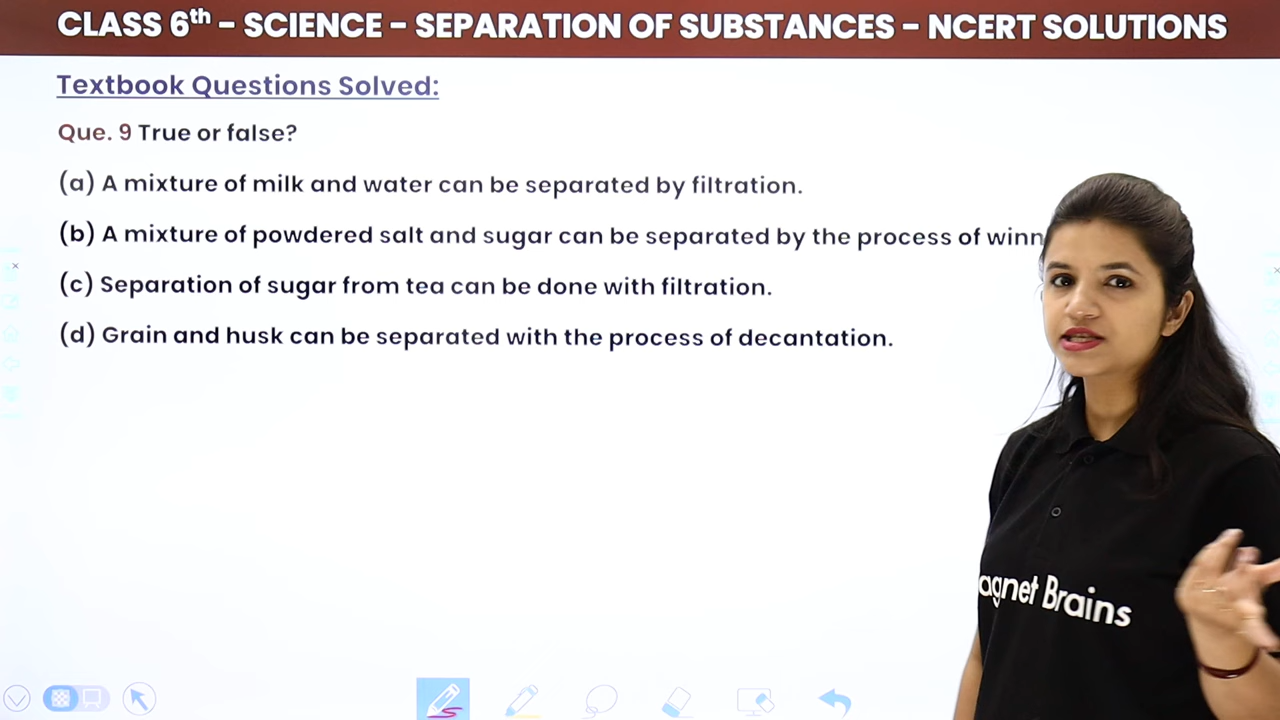 CLASS 6th – SCIENCE – SEPARATION OF SUBSTANCES – NCERT SOLUTIONS
Textbook Questions Solved:
Que. 9 True or false?
(a) A mixture of milk and water can be separated by filtration.
(b) A mixture of powdered salt and sugar can be separated by the process of
(c) Separation of sugar from tea can be done with filtration.
(d) Grain and husk can be separated with the process of decantation.
agnet Brains